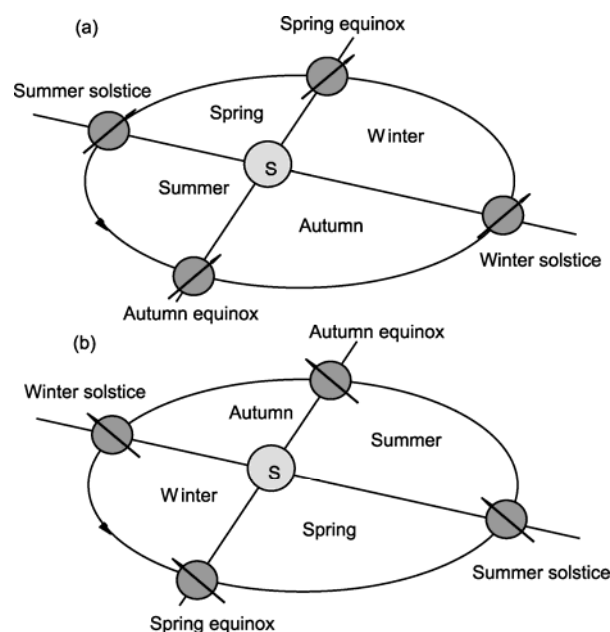 (a)
Spring equinox
Summer solstice
Spring
Winter
S
Summer
Autumn
Winter solstice
Autumn equinox
(b)
Autumn equinox
Winter solstice
Autumn
Summer
S
Winter
Spring
Summer solstice
Spring equinox